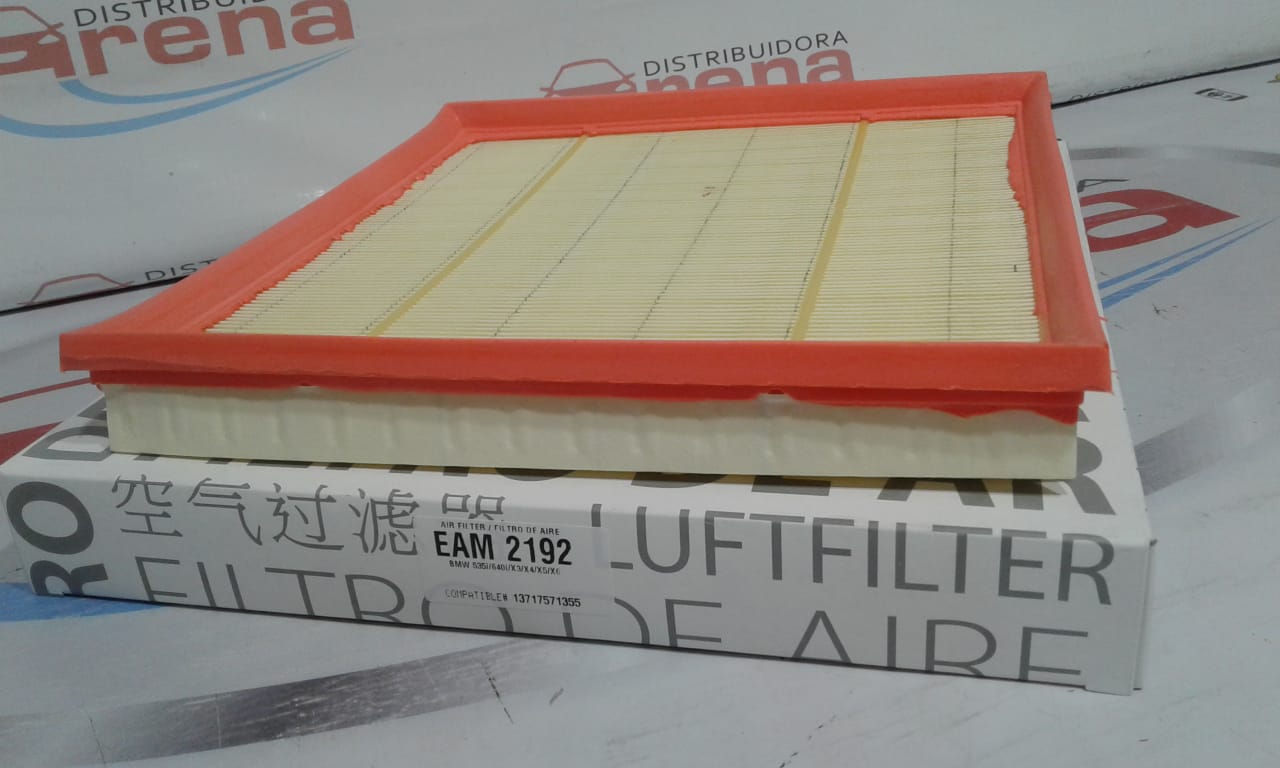 DISTRIBUIDORA
arena
DISTRIBUIDORA
arena
空气过滤器 LUFTFILTER
AIR FILTER / FILTRO DE AIRE
EAM 2192
BMW 535i/640i/X3/X4/X5/X6
COMPATIBLE# 13717571355
FILTRO DE AIRE